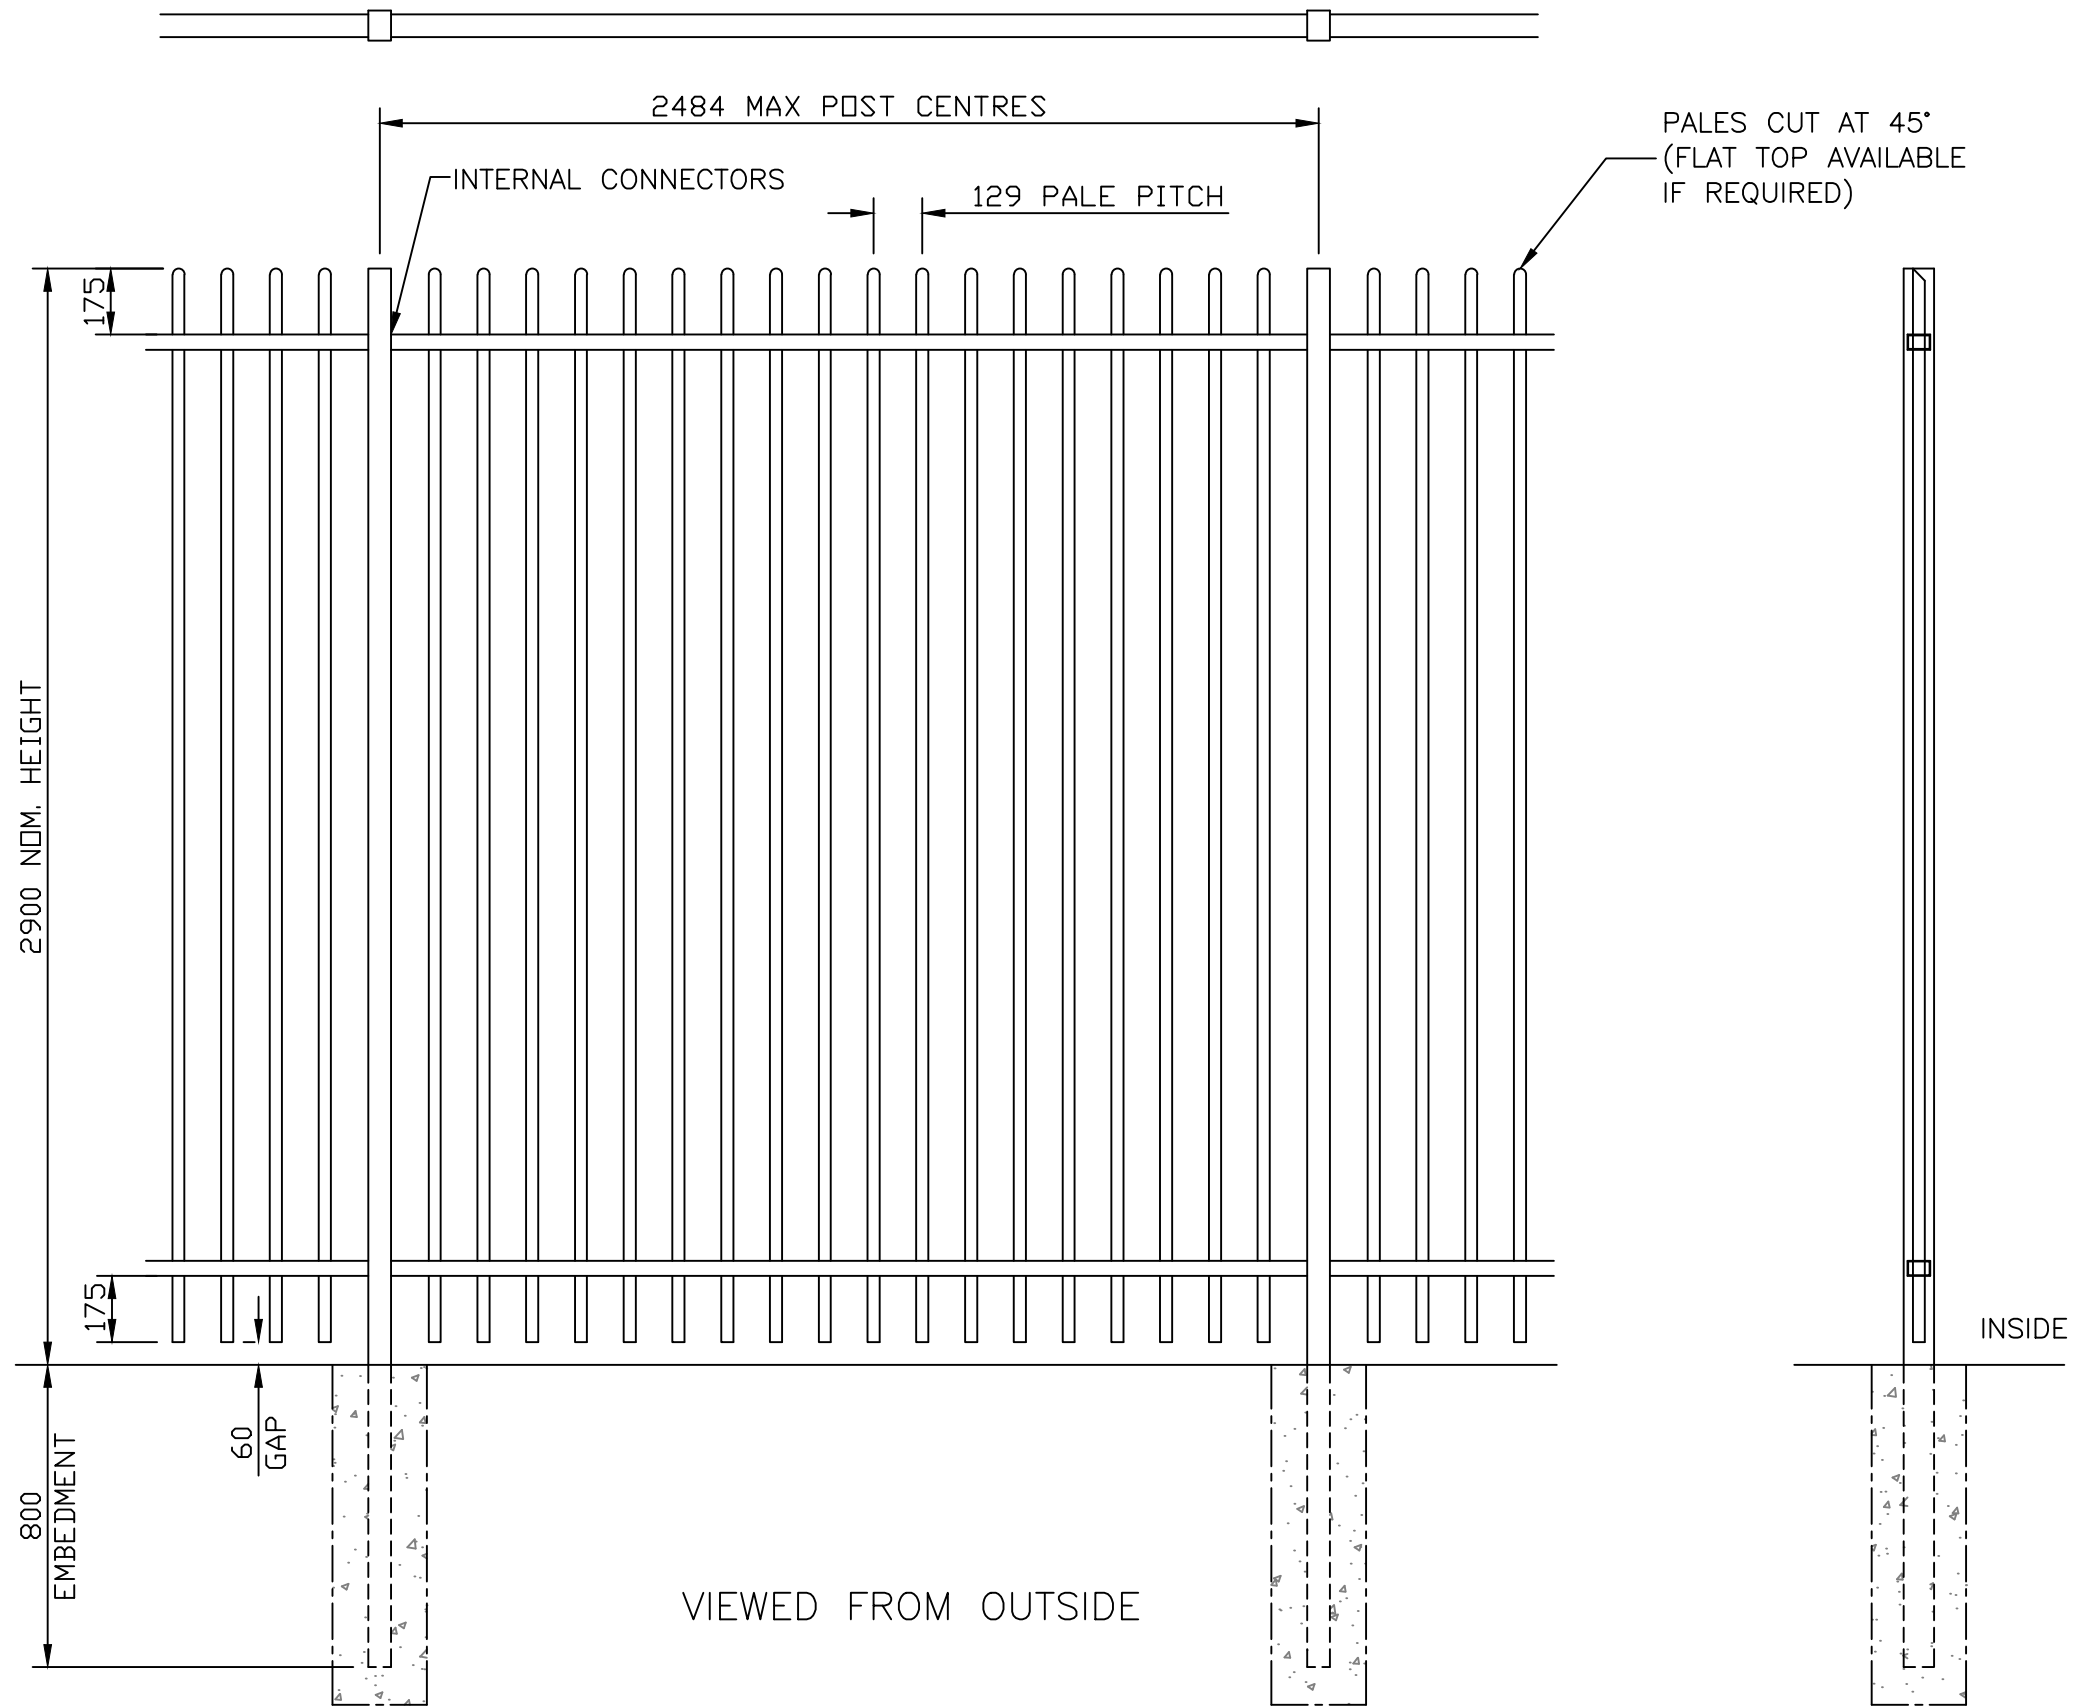 2484 MAX POST CENTRES
PALES CUT AT 45°
(FLAT TOP AVAILABLE
IF REQUIRED)
INTERNAL CONNECTORS
129 PALE PITCH
175
2900 NOM. HEIGHT
175
INSIDE
60
GAP
800
EMBEDMENT
VIEWED FROM OUTSIDE